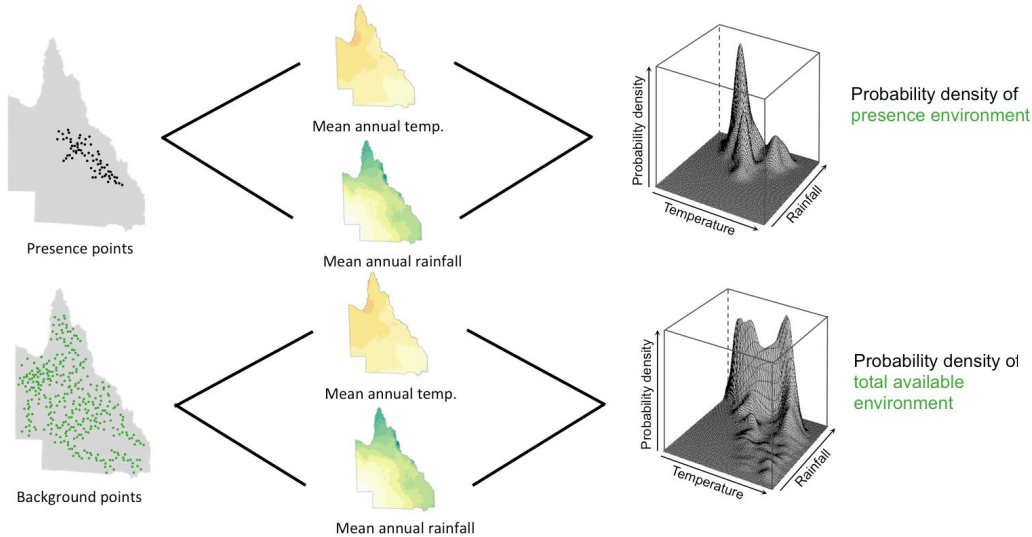 Mean annual temp.
Presence points
Mean annual rainfall
Probability density
Temperature
Rainfall
Probability density of
presence environment
Mean annual temp.
Background points
Mean annual rainfall
Probability density
Temperature
Rainfall
Probability density of
total available
environment